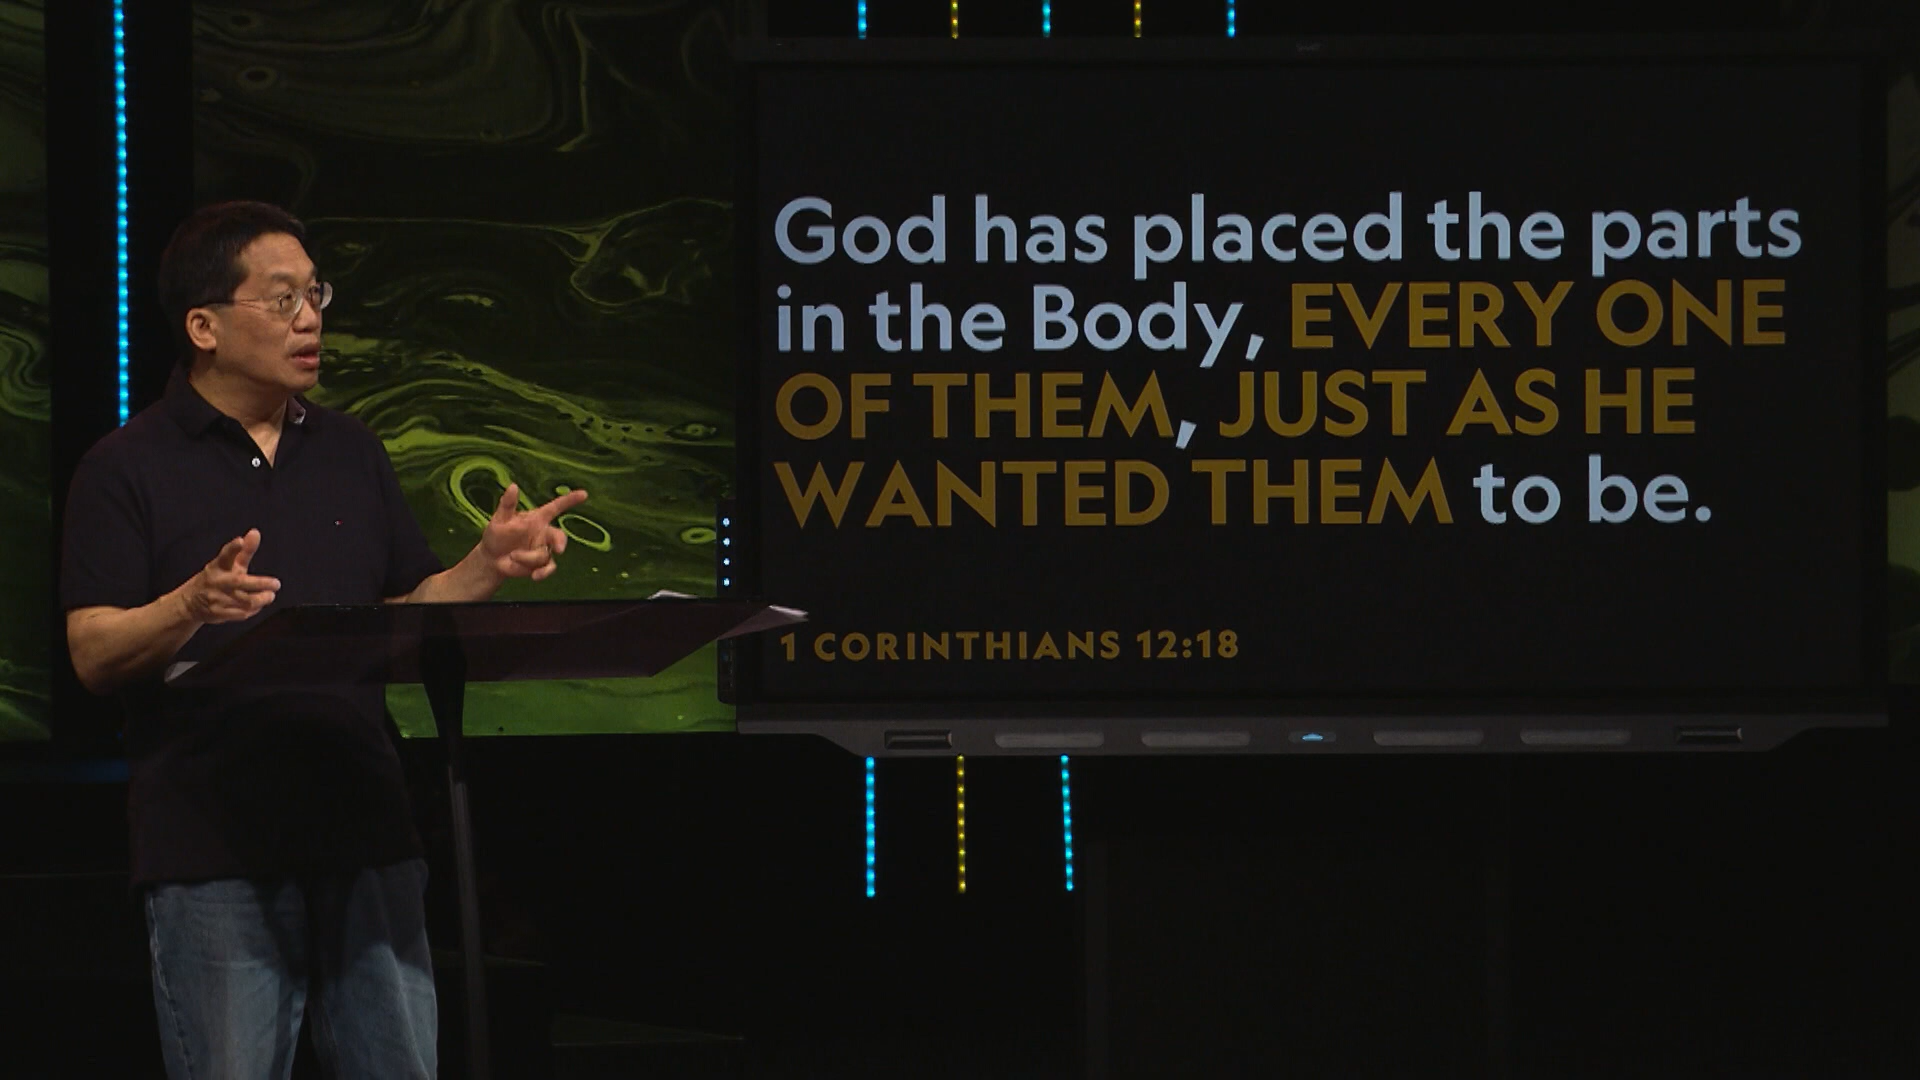 God has placed the parts
in the Body, EVERY ONE
OF THEM, JUST AS HE
WANTED THEM to be.
1 CORINTHIANS 12:18